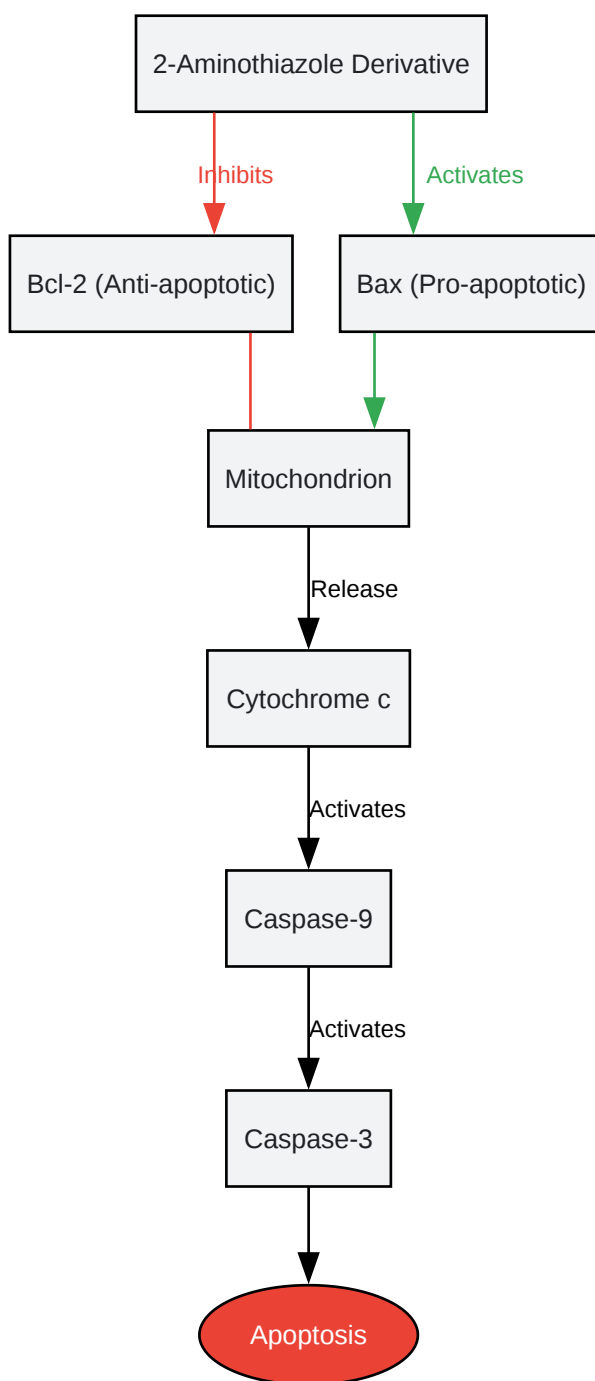 2-Aminothiazole Derivative
Inhibits
Activates
Bcl-2 (Anti-apoptotic)
Bax (Pro-apoptotic)
Mitochondrion
Release
Cytochrome c
Activates
Caspase-9
Activates
Caspase-3
Apoptosis